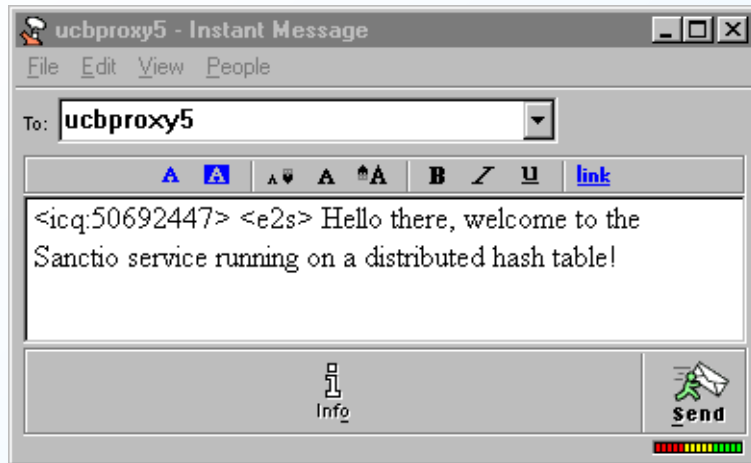 ucbproxy5 - Instant Message
File Edit View People
To: ucbproxy5
A A A A A B I u link
<icq:50692447> <e2s> Hello there, welcome to the
Sanctio service running on a distributed hash table!
i
Info
Send